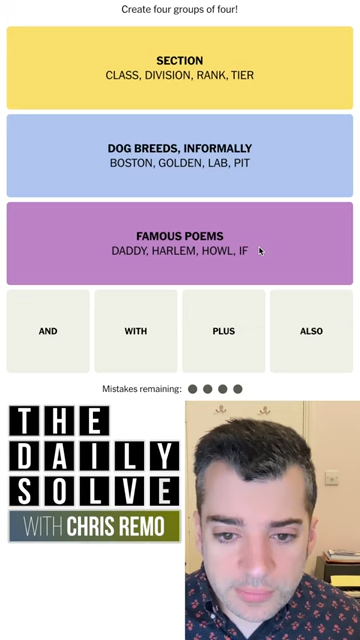 Create four groups of four!
SECTION
CLASS, DIVISION, RANK, TIER
DOG BREEDS, INFORMALLY
BOSTON, GOLDEN, LAB, PIT
FAMOUS POEMS
DADDY, HARLEM, HOWL, IF
AND WITH PLUS ALSO
Mistakes remaining:
THE
DAILY
SOLVE
WITH CHRIS REMO